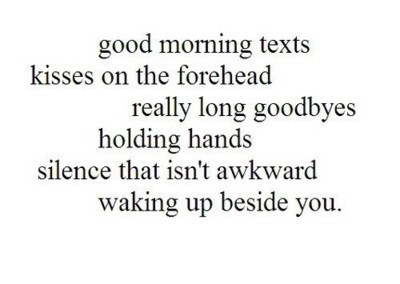 good morning texts
kisses on the forehead
really long goodbyes
holding hands
silence that isn't awkward
waking up beside you.